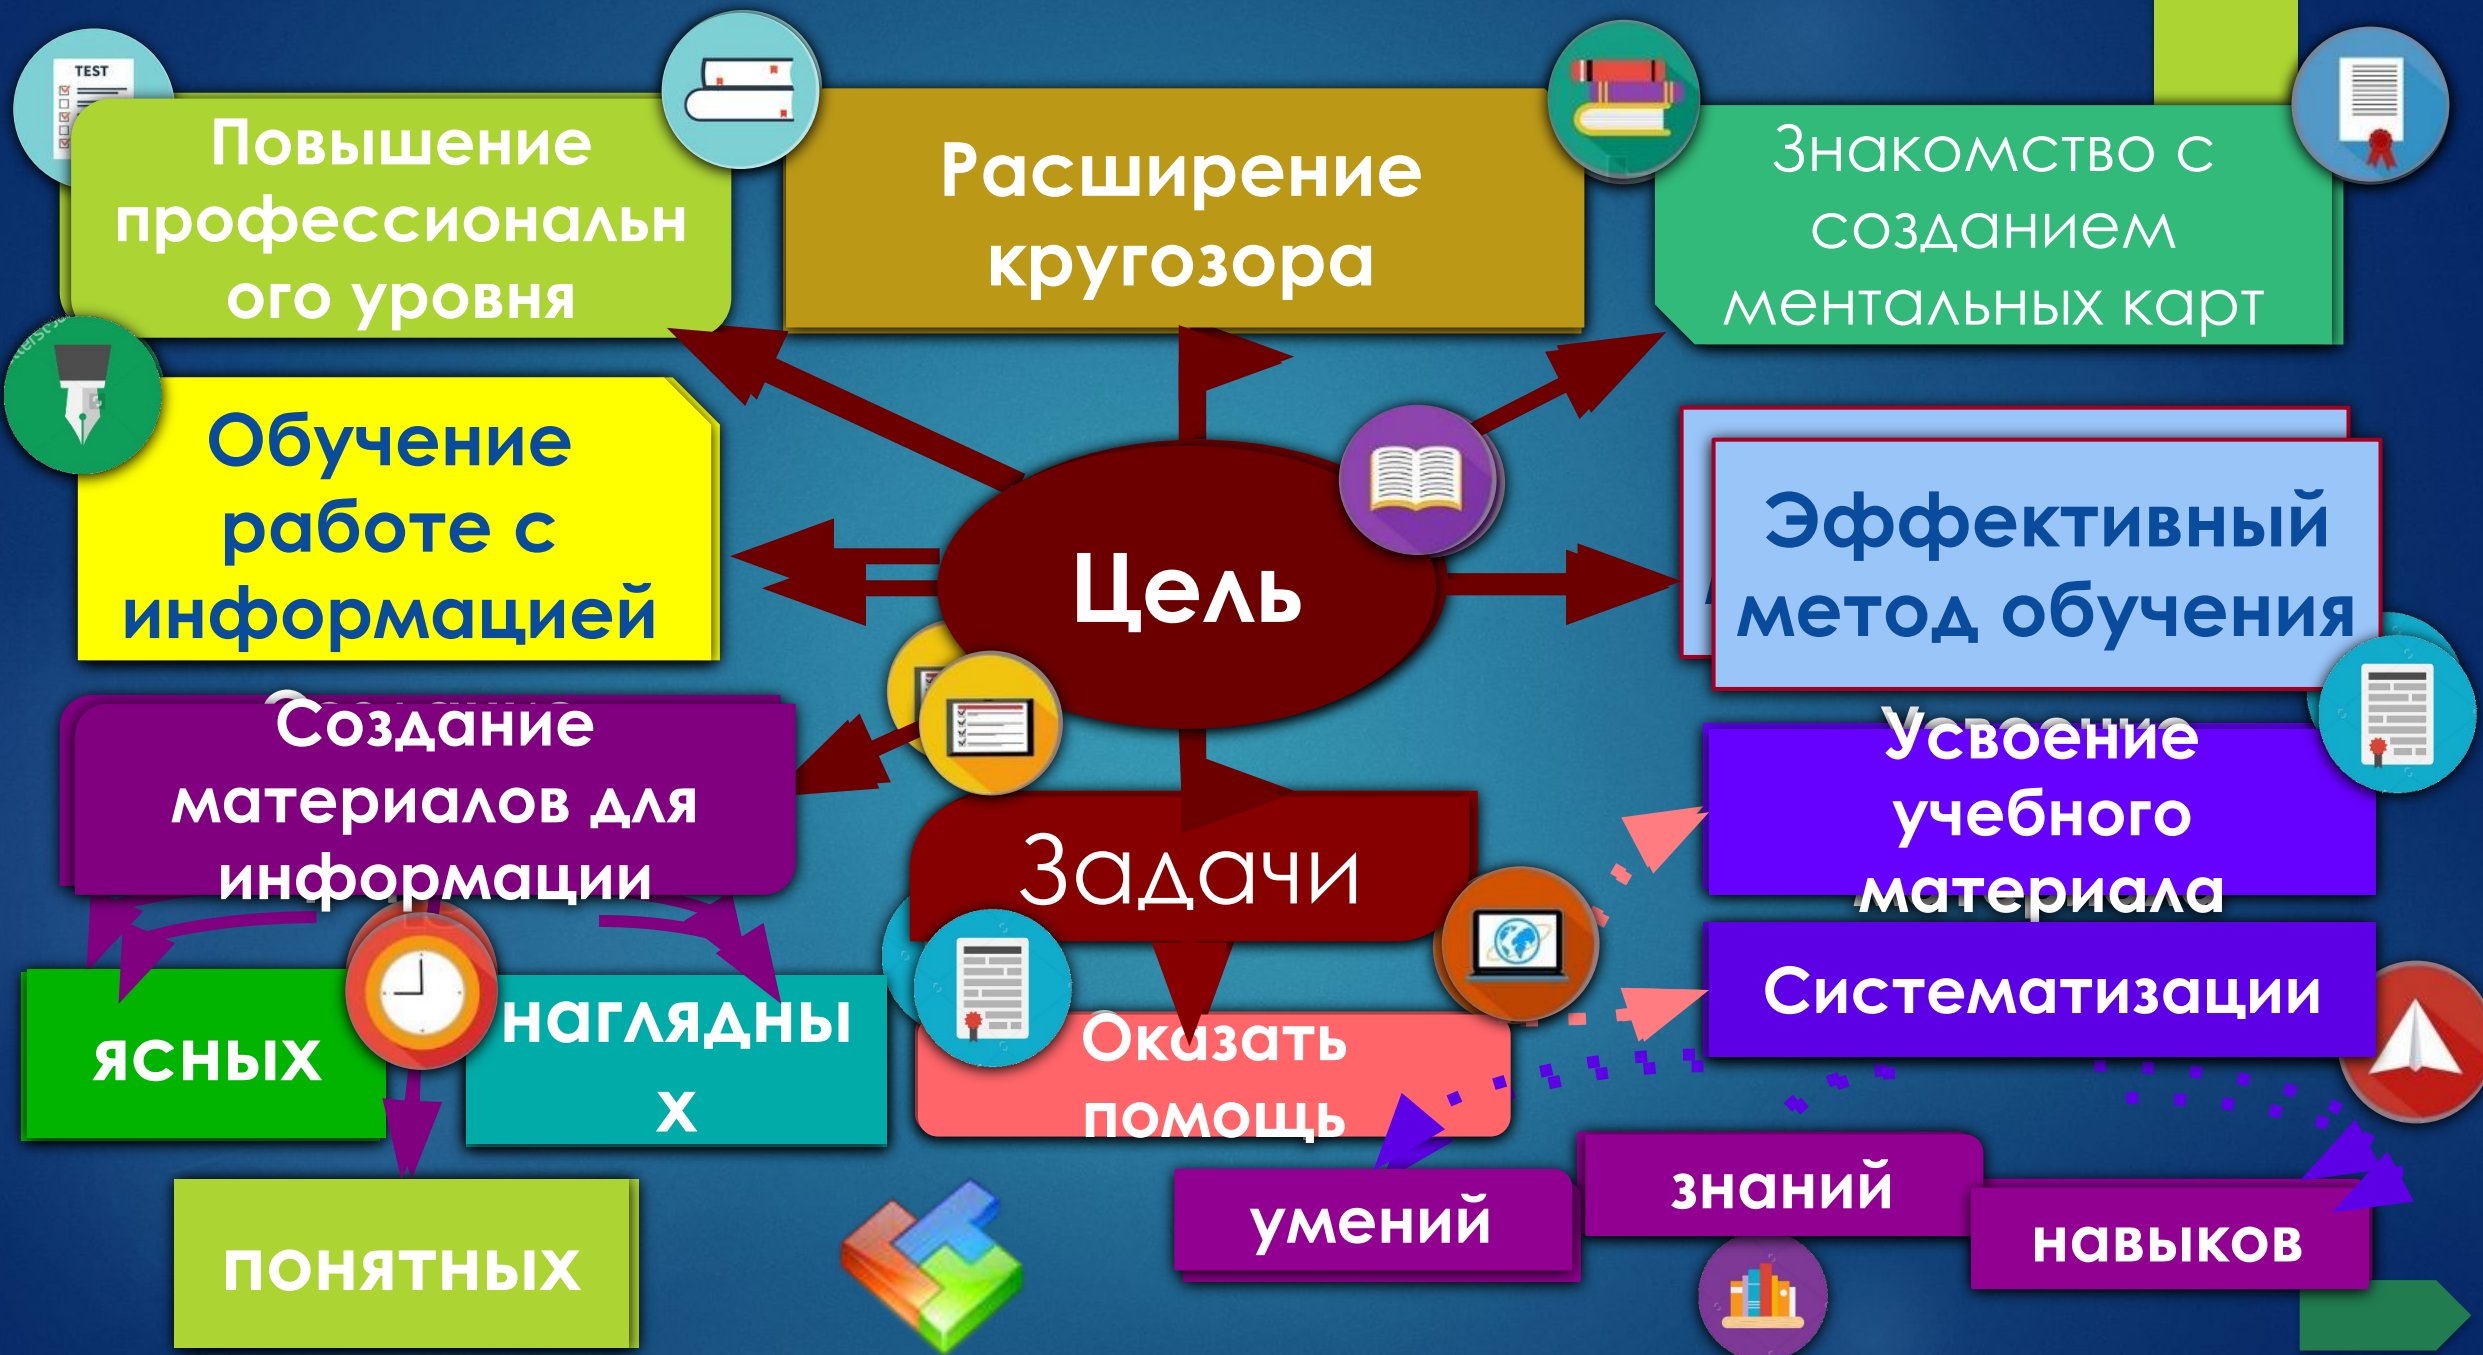 TEST
Повышение
профессиональн
ого уровня
Расширение
кругозора
Знакомство с
созданием
ментальных карт
Обучение
работе с
информацией
Цель
Эффективный
метод обучения
Создание
материалов для
информации
Задачи
Усвоение
учебного
материала
Систематизации
ясных
наглядны
х
Оказать
помощь
понятных
умений
знаний
навыков